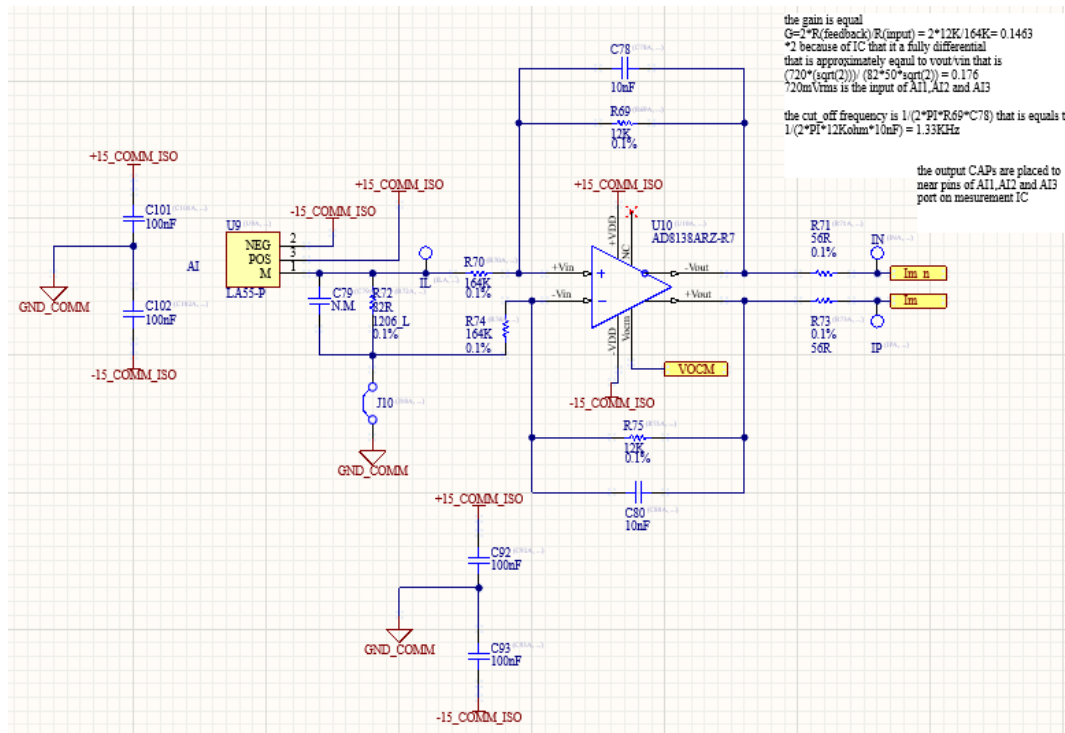 the gain is equal
G=2*R(feedback)/R(input) = 2*12K/164K= 0.1463
*2 because of IC that it a fully differential
that is approximately eqaul to vout/vin that is
(720*(sqrt(2)))/ (82*50*sqrt(2)) = 0.176
720mVrms is the input of AI1,AI2 and AI3
the cut_off frequency is 1/(2*PI*R69*C78) that is equals t
1/(2*PI*12Kohm*10nF) = 1.33KHz
the output CAPs are placed to
near pins of AI1,AI2 and AI3
port on mesurement IC
C78
10nF
R69
12K
0.1%
+15_COMM_ISO
C101
100nF
GND_COMM
C102
100nF
-15_COMM_ISO
AI
U9
NEG
POS
M
2
3
1
LA55-P
-15_COMM_ISO
+15_COMM_ISO
C79
N.M.
R72
82R
1206_L
0.1%
IL
R70
164K
0.1%
R74
164K
0.1%
J10
GND_COMM
+15_COMM_ISO
U10
AD8138ARZ-R7
+VDD
NC
+Vin
-Vin
-Vout
+Vout
-VDD
Vocm
VOCM
-15_COMM_ISO
R71
56R
0.1%
IN
Im_n
Im
R73
0.1%
56R
IP
R75
12K
0.1%
C80
10nF
+15_COMM_ISO
C92
100nF
GND_COMM
C93
100nF
-15_COMM_ISO